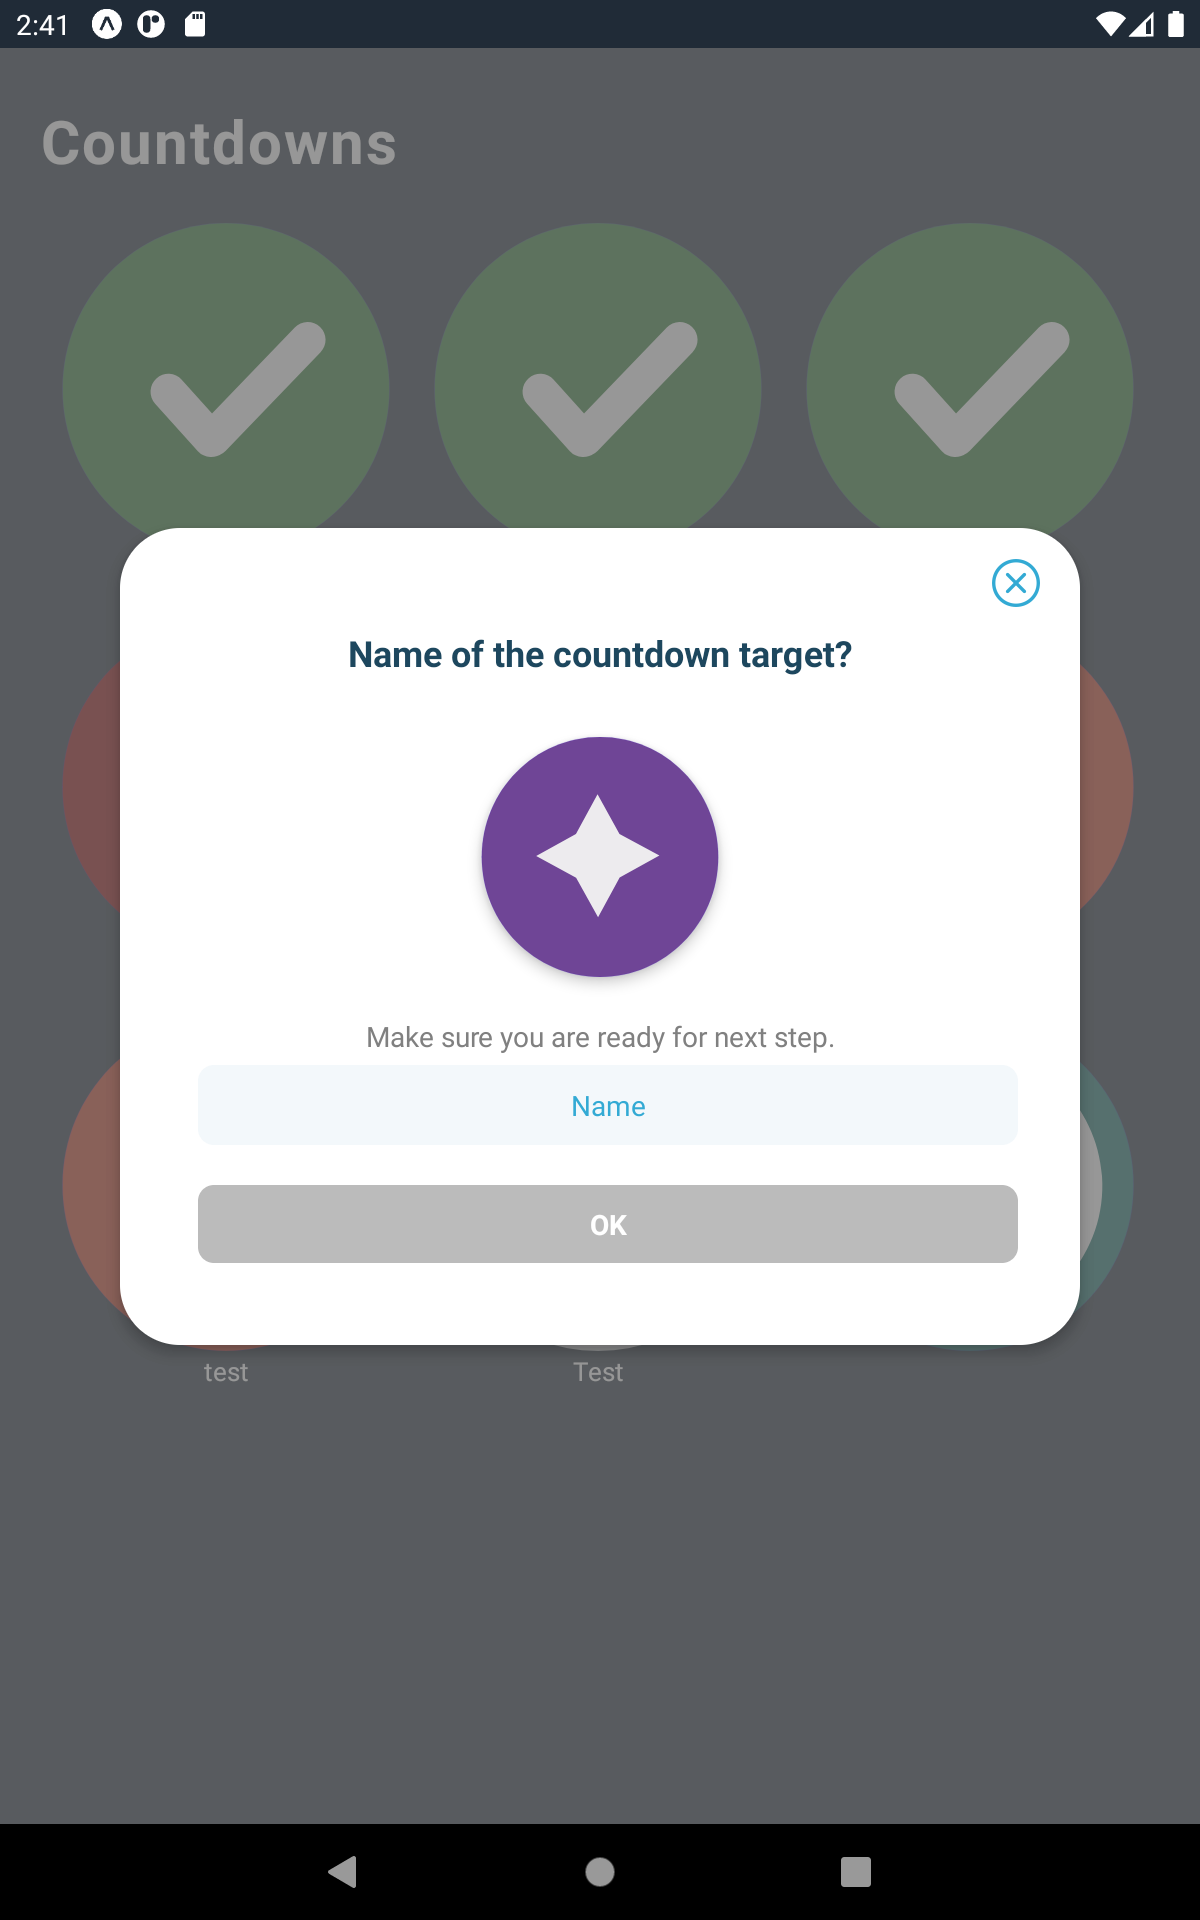 2:41
Countdowns
Name of the countdown target?
Make sure you are ready for next step.
Name
OK
test
Test